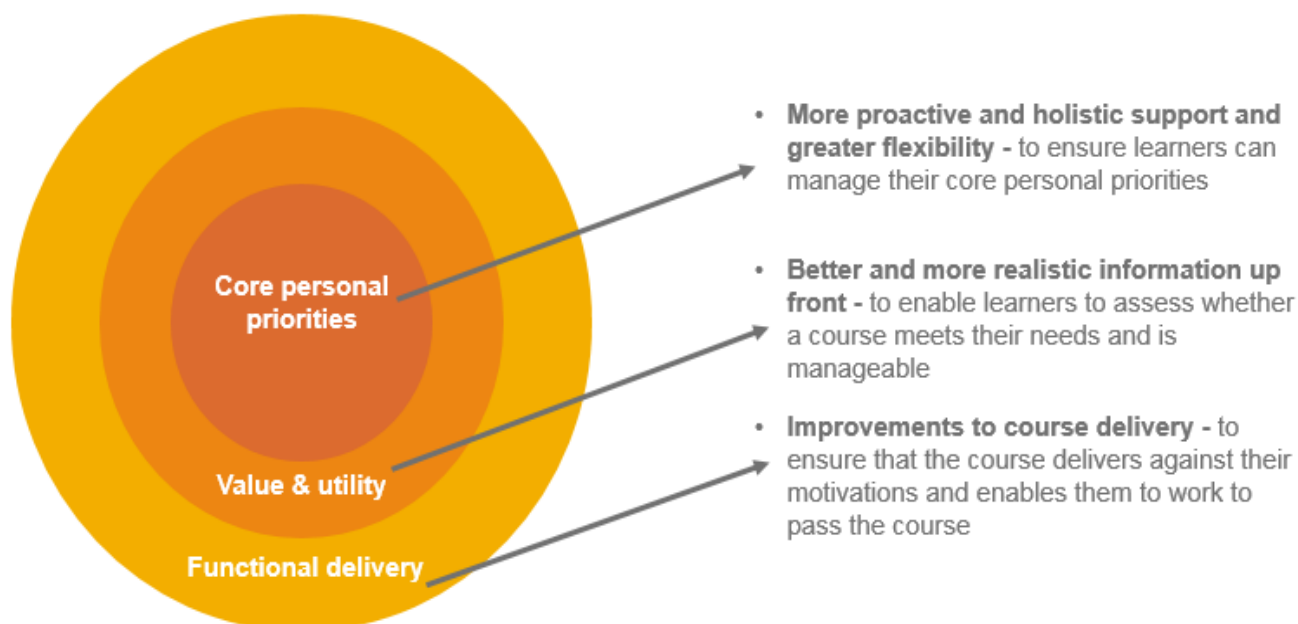 Core personal
priorities
Value & utility
Functional delivery
• More proactive and holistic support and
greater flexibility - to ensure learners can
manage their core personal priorities
• Better and more realistic information up
front - to enable learners to assess whether
a course meets their needs and is
manageable
• Improvements to course delivery - to
ensure that the course delivers against their
motivations and enables them to work to
pass the course